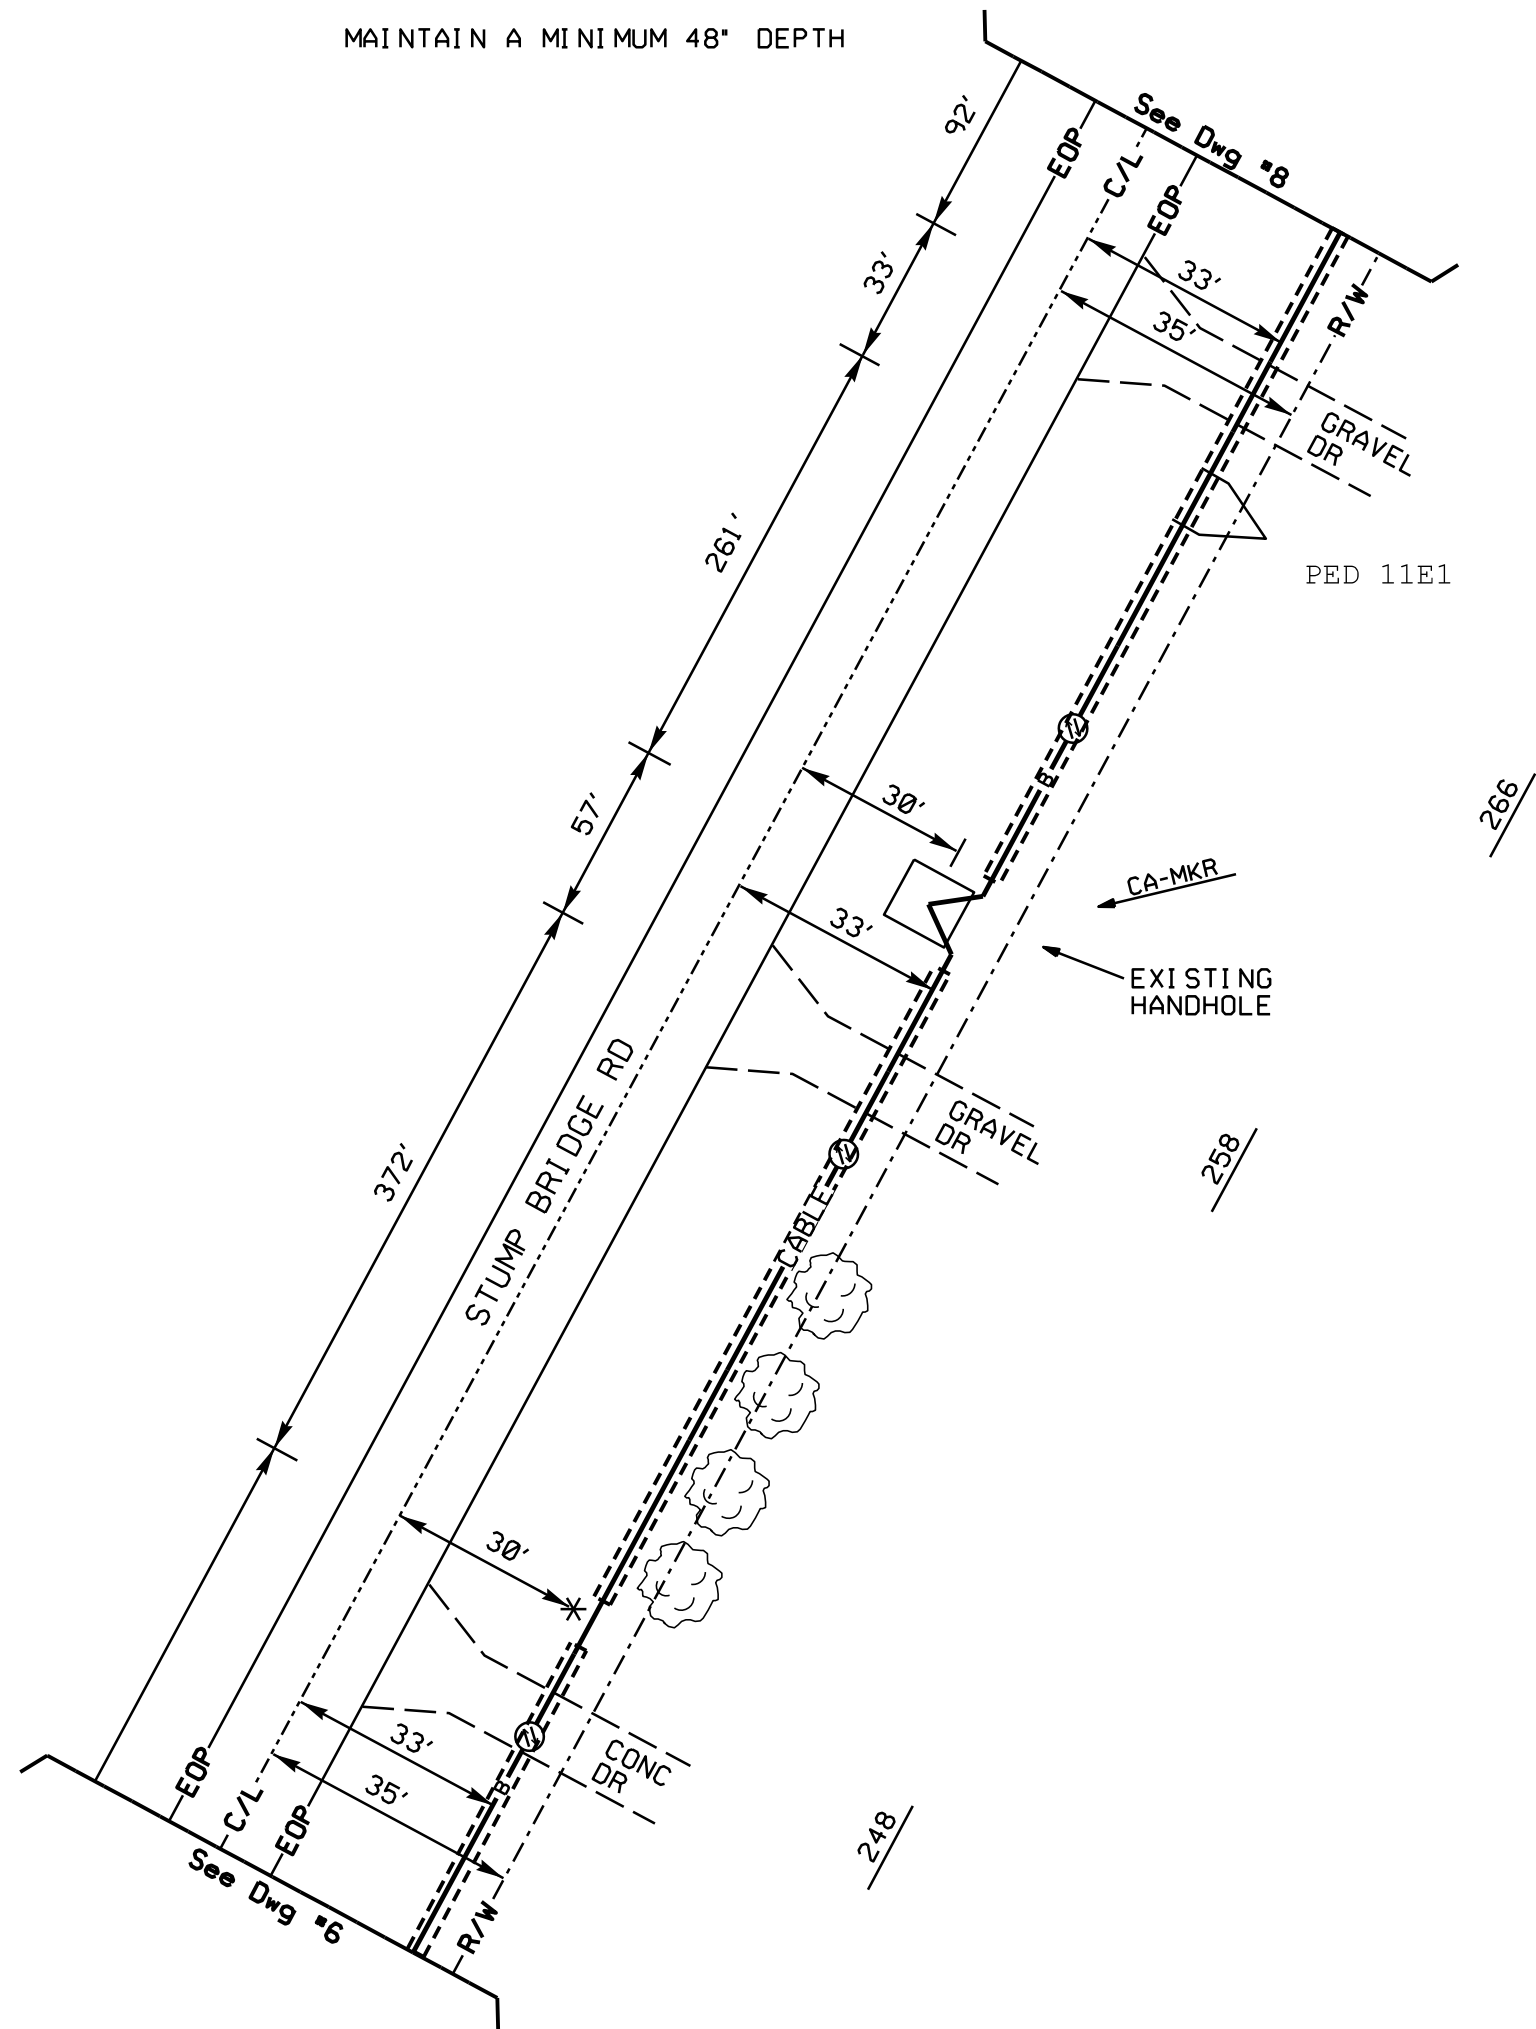 MAINTAIN A MINIMUM 48" DEPTH
See Dwg #8
92'
EOP
C/L
EOP
33'
33'
35'
R/W
GRAVEL
DR
261'
PED 11E1
B
57'
30'
266
33'
CA-MKR
EXISTING
HANDHOLE
STUMP BRIDGE RD
GRAVEL
DR
372'
258
CABLE
30'
33'
35'
CONC
DR
B
248
EOP
C/L
EOP
R/W
See Dwg #6